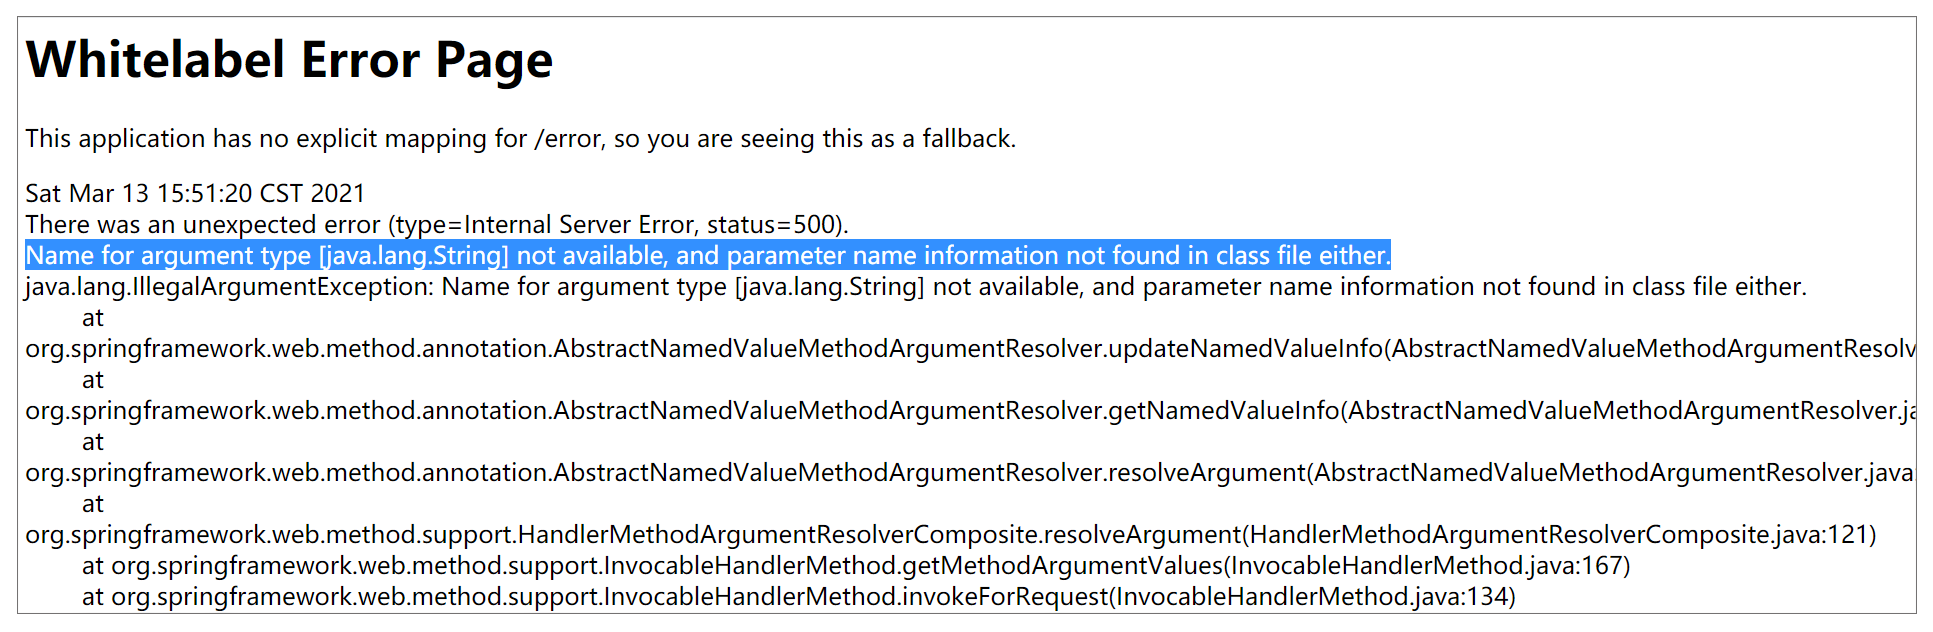 Whitelabel Error Page
This application has no explicit mapping for /error, so you are seeing this as a fallback.
Sat Mar 13 15:51:20 CST 2021
There was an unexpected error (type=Internal Server Error, status=500).
Name for argument type [java.lang.String] not available, and parameter name information not found in class file either.
java.lang.IllegalArgumentException: Name for argument type [java.lang.String] not available, and parameter name information not found in class file either.
at
org.springframework.web.method.annotation.AbstractNamedValueMethodArgumentResolver.updateNamedValueInfo(AbstractNamedValueMethodArgumentResolv
at
org.springframework.web.method.annotation.AbstractNamedValueMethodArgumentResolver.getNamedValueInfo(AbstractNamedValueMethodArgumentResolver.ja
at
org.springframework.web.method.annotation.AbstractNamedValueMethodArgumentResolver.resolveArgument(AbstractNamedValueMethodArgumentResolver.java
at
org.springframework.web.method.support.HandlerMethodArgumentResolverComposite.resolveArgument(HandlerMethodArgumentResolverComposite.java:121)
at org.springframework.web.method.support.InvocableHandlerMethod.getMethodArgumentValues(InvocableHandlerMethod.java:167)
at org.springframework.web.method.support.InvocableHandlerMethod.invokeForRequest(InvocableHandlerMethod.java:134)